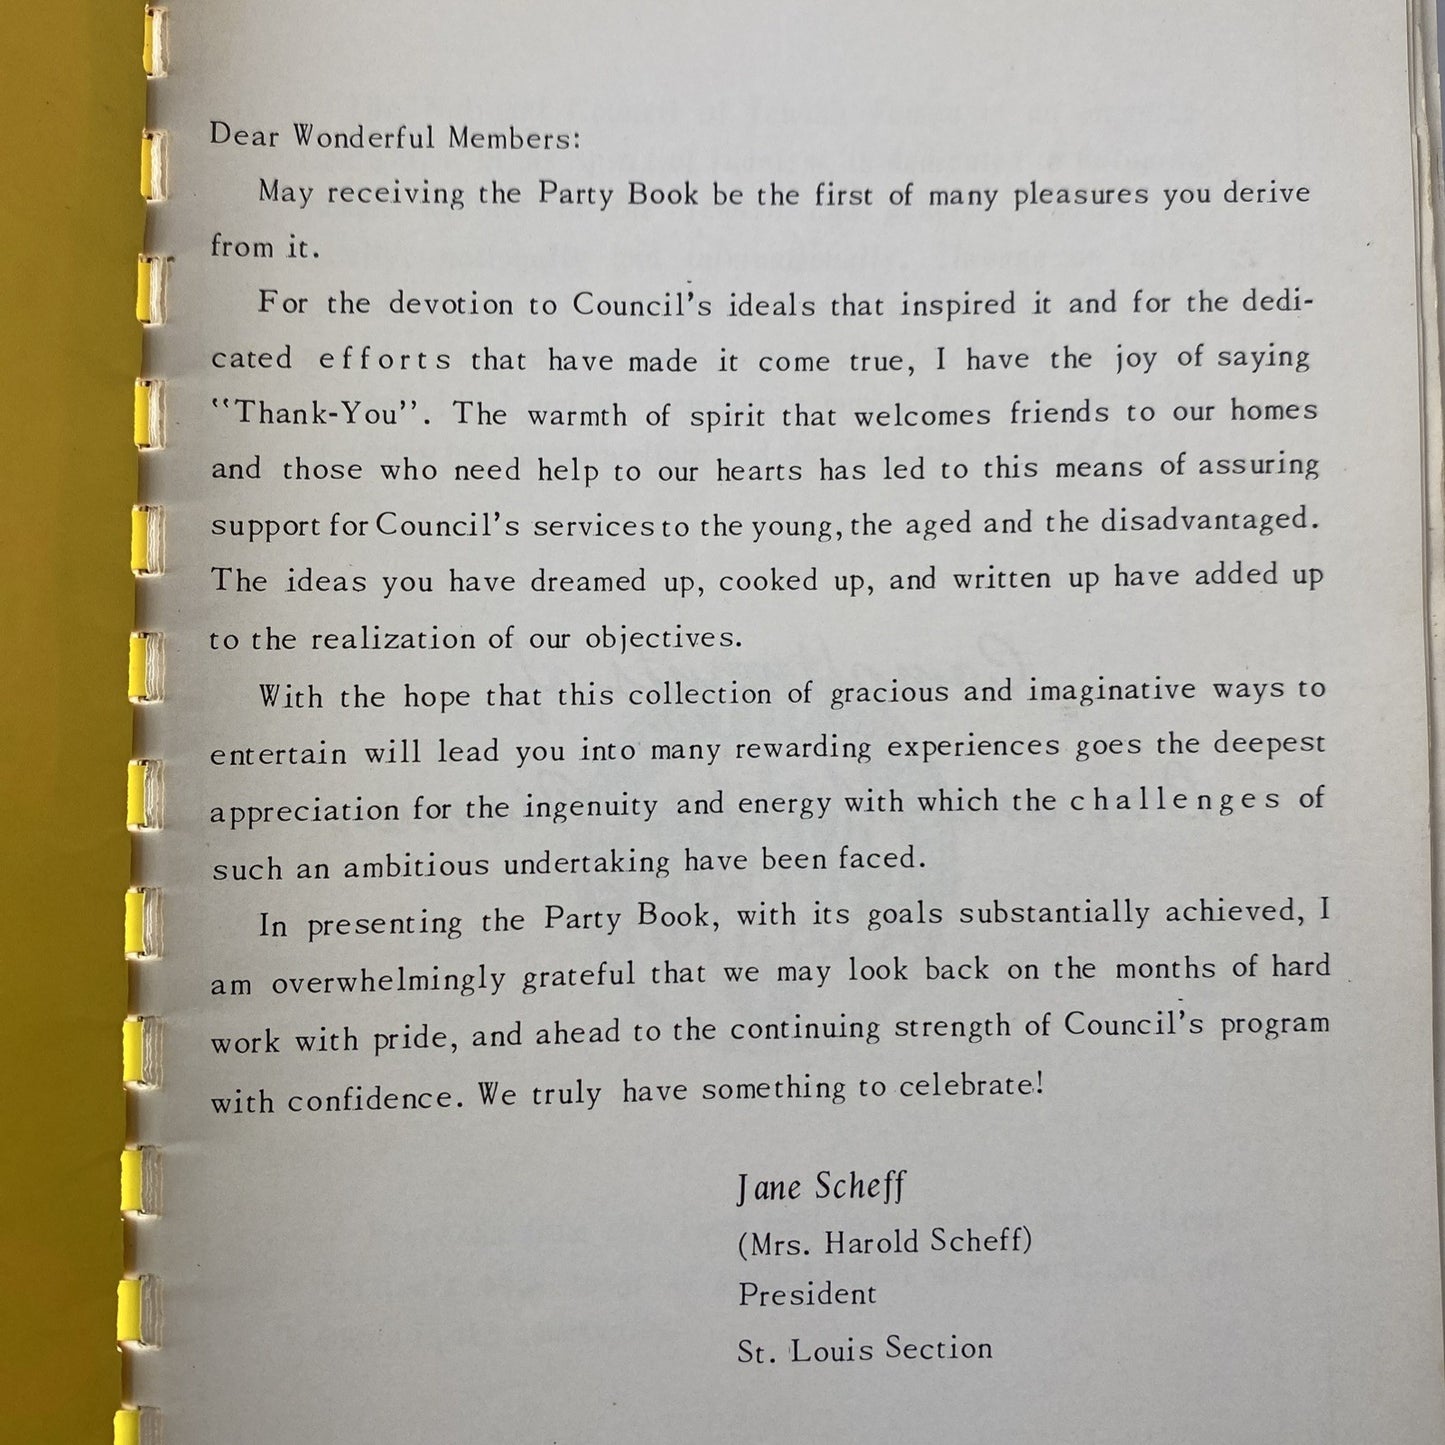 Dear Wonderful Members:
May receiving the Party Book be the first of many pleasures you derive
from it.
For the devotion to Council's ideals that inspired it and for the dedi-
cated efforts that have made it come true, I have the joy of saying
“Thank-You”. The warmth of spirit that welcomes friends to our homes
and those who need help to our hearts has led to this means of assuring
support for Council's services to the young, the aged and the disadvantaged.
The ideas you have dreamed up, cooked up, and written up have added up
to the realization of our objectives.
With the hope that this collection of gracious and imaginative ways to
entertain will lead you into many rewarding experiences goes the deepest
appreciation for the ingenuity and energy with which the challenges of
such an ambitious undertaking have been faced.
In presenting the Party Book, with its goals substantially achieved, I
am overwhelmingly grateful that we may look back on the months of hard
work with pride, and ahead to the continuing strength of Council's program
with confidence. We truly have something to celebrate!
Jane Scheff
(Mrs. Harold Scheff)
President
St. Louis Section